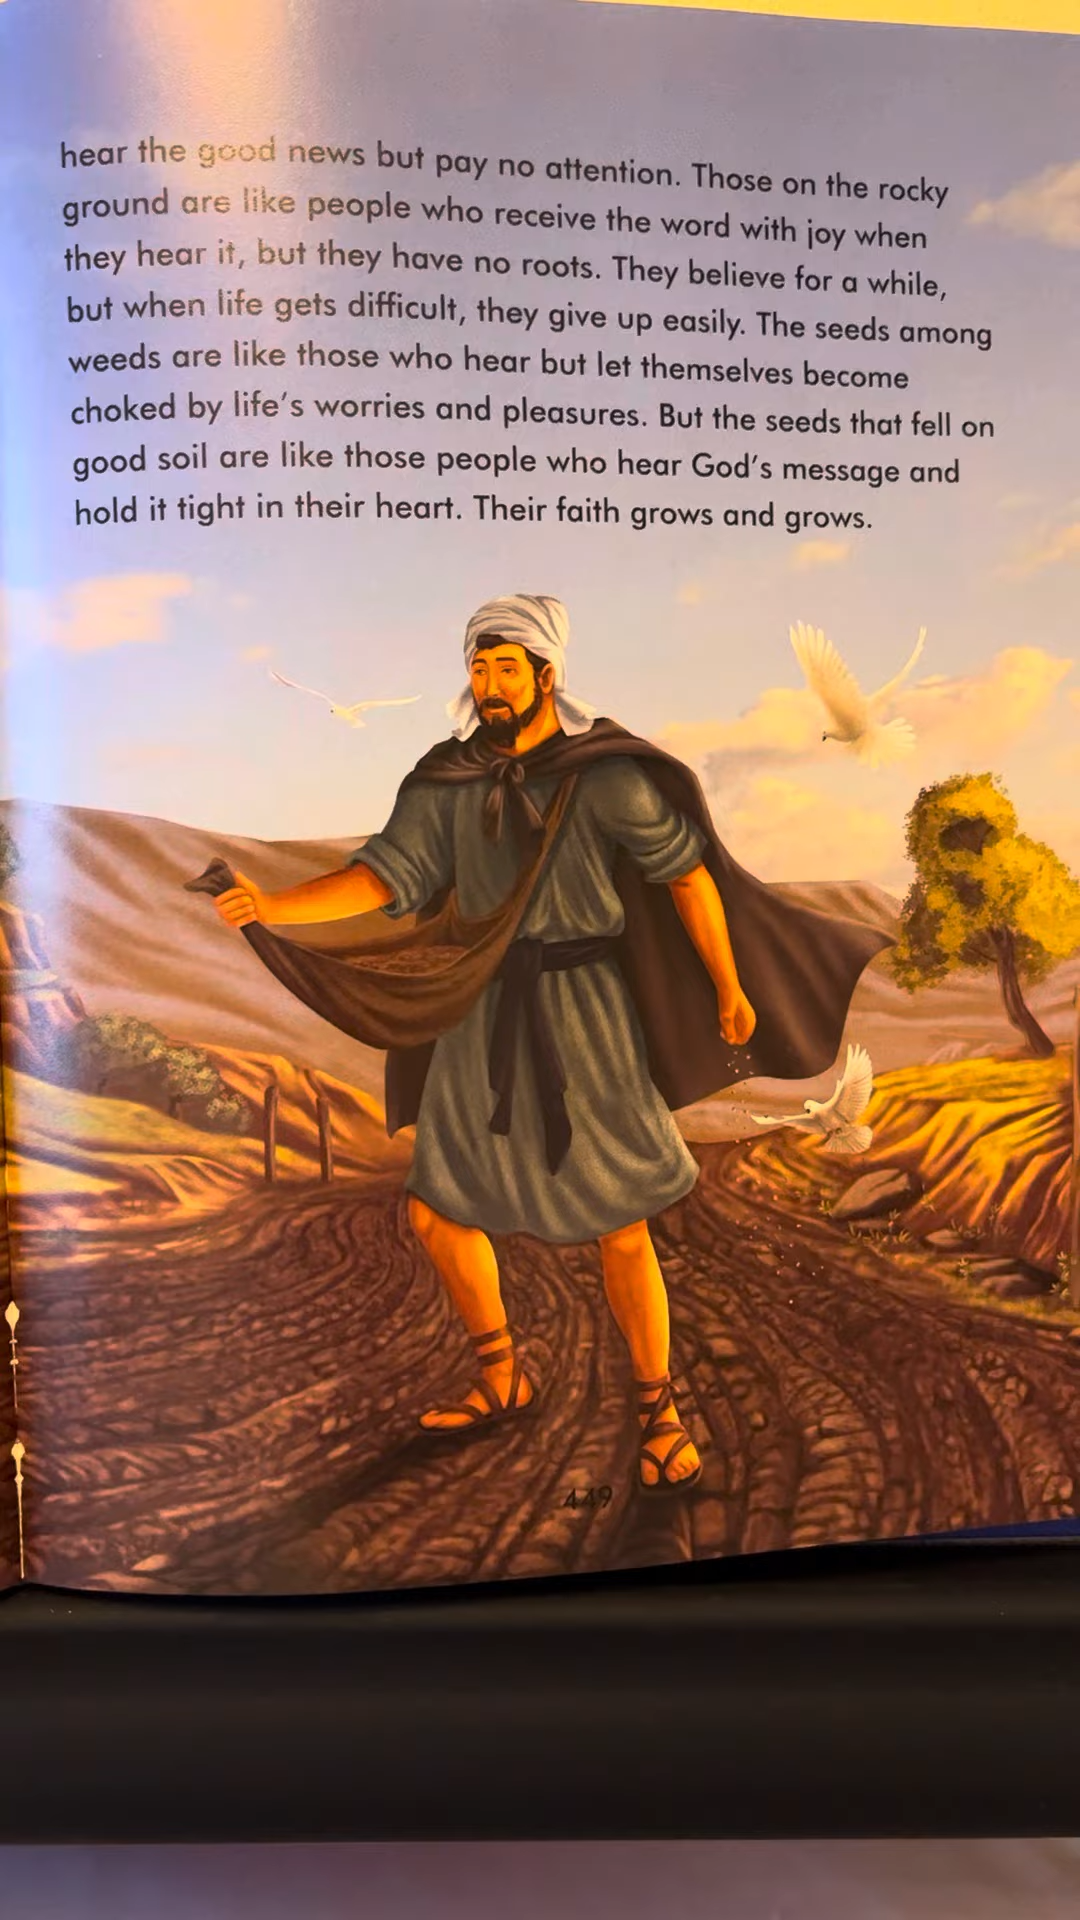 hear the good news but pay no attention. Those on the rocky
ground are like people who receive the word with joy when
they hear it, but they have no roots. They believe for a while,
but when life gets difficult, they give up easily. The seeds among
weeds are like those who hear but let themselves become
choked by life's worries and pleasures. But the seeds that fell on
good soil are like those people who hear God's message and
hold it tight in their heart. Their faith grows and grows.
449